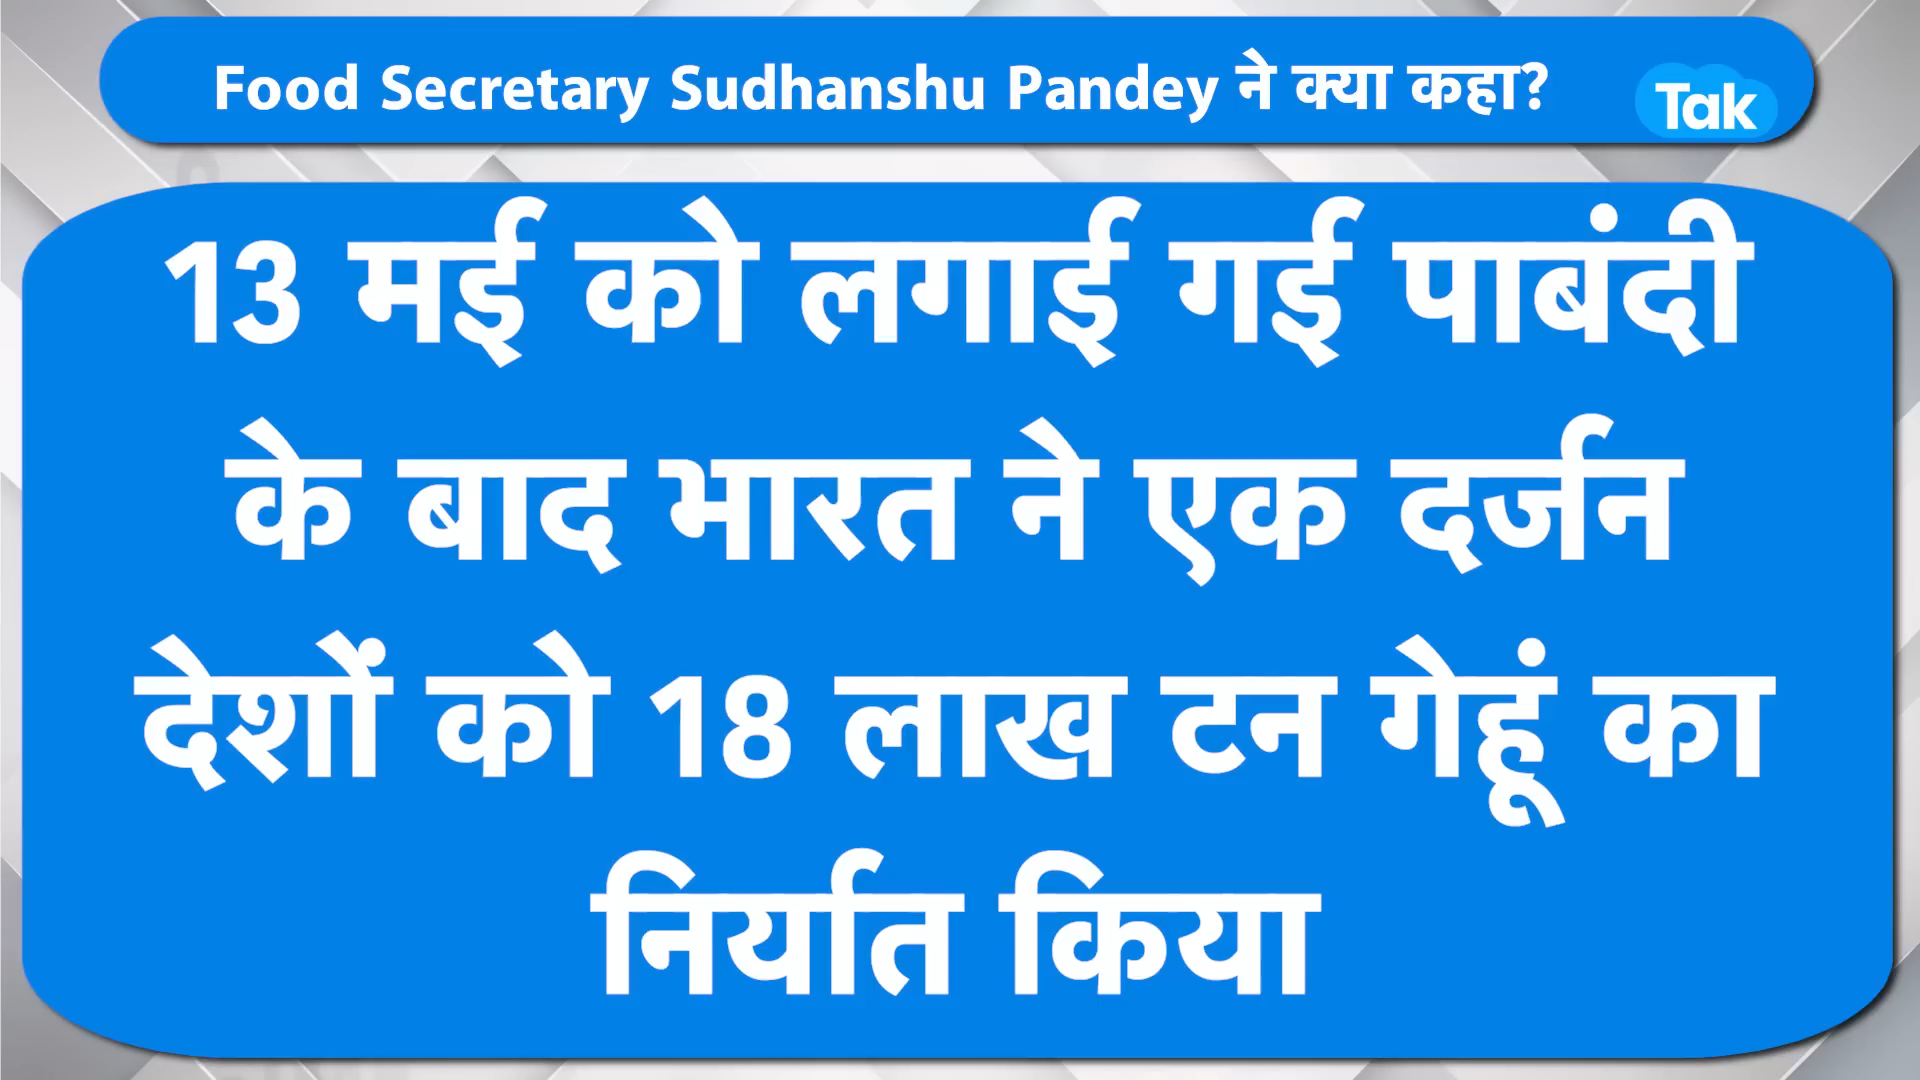 Food Secretary Sudhanshu Pandey ने क्या कहा?
Tak
13 मई को लगाई गई पाबंदी
के बाद भारत ने एक दर्जन
देशों को 18 लाख टन गेहूं का
निर्यात किया